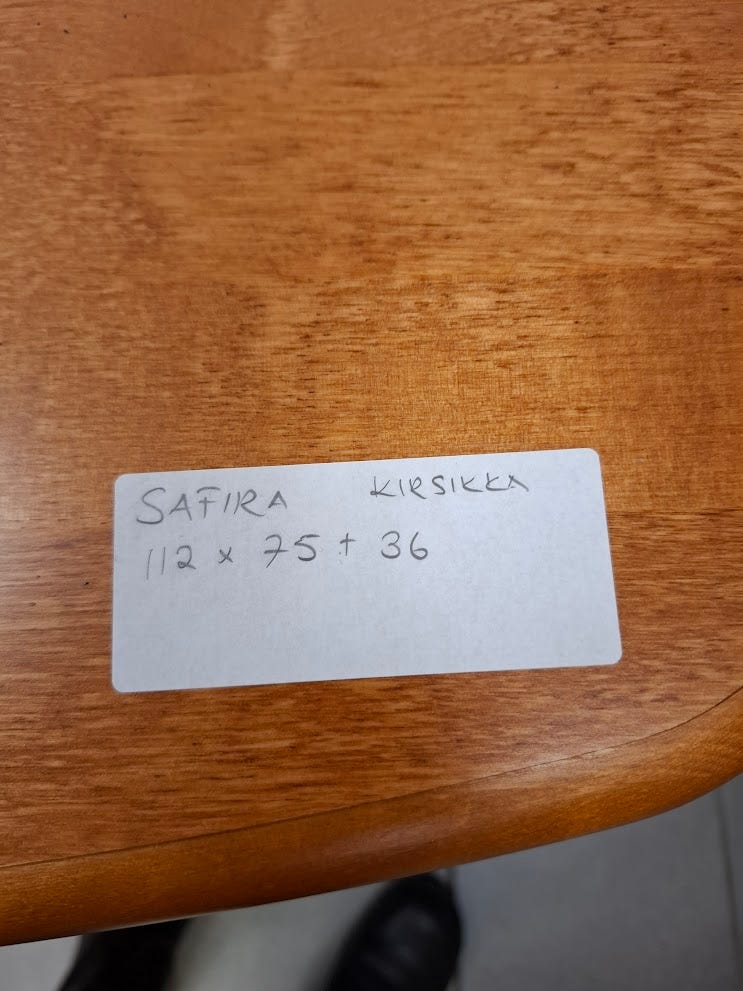 SAFIRA KIRSIKKA
112 x 75 + 36